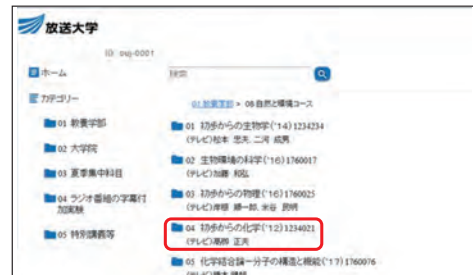 放送大学
ID: ouj-0001
ホーム
検索
カテゴリー
01 教養学部 > 06 自然と環境コース
01 教養学部
02 大学院
03 夏季集中科目
04 ラジオ番組の字幕付
加実験
05 特別講義等
01 初歩からの生物学('14)1234234
(テレビ)松本 忠夫、二河 成男
02 生物環境の科学('16)1760017
(テレビ)加藤 和弘
03 初歩からの物理('16)1760025
(テレビ)岸根 順一郎、米谷 民明
04 初歩からの化学('12)1234021
(テレビ)濱田 正夫
05 化学結合論―分子の構造と機能('17)1760076